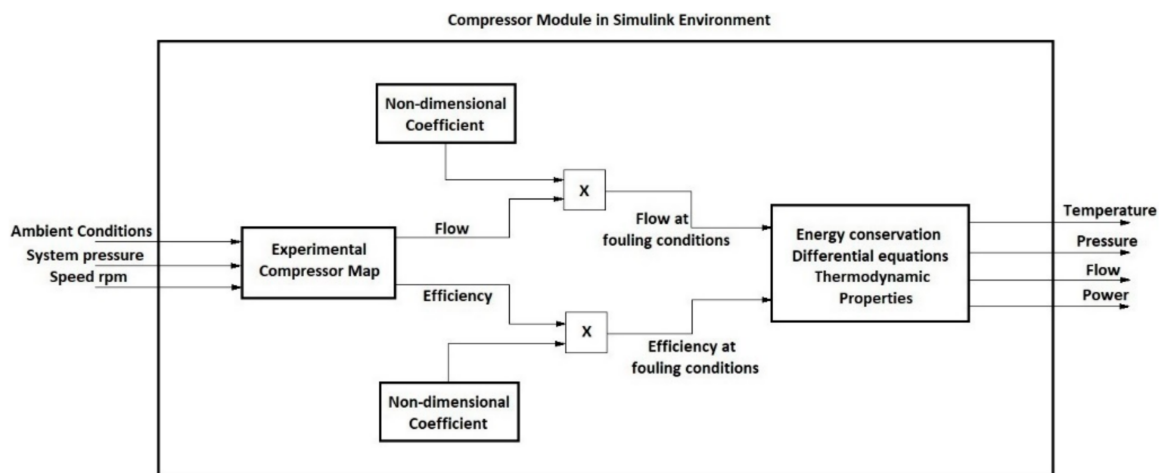 Compressor Module in Simulink Environment
Non-dimensional
Coefficient
X
Flow
Flow at
fouling conditions
Ambient Conditions
System pressure
Speed rpm
Experimental
Compressor Map
Efficiency
X
Efficiency at
fouling conditions
Non-dimensional
Coefficient
Energy conservation
Differential equations
Thermodynamic
Properties
Temperature
Pressure
Flow
Power